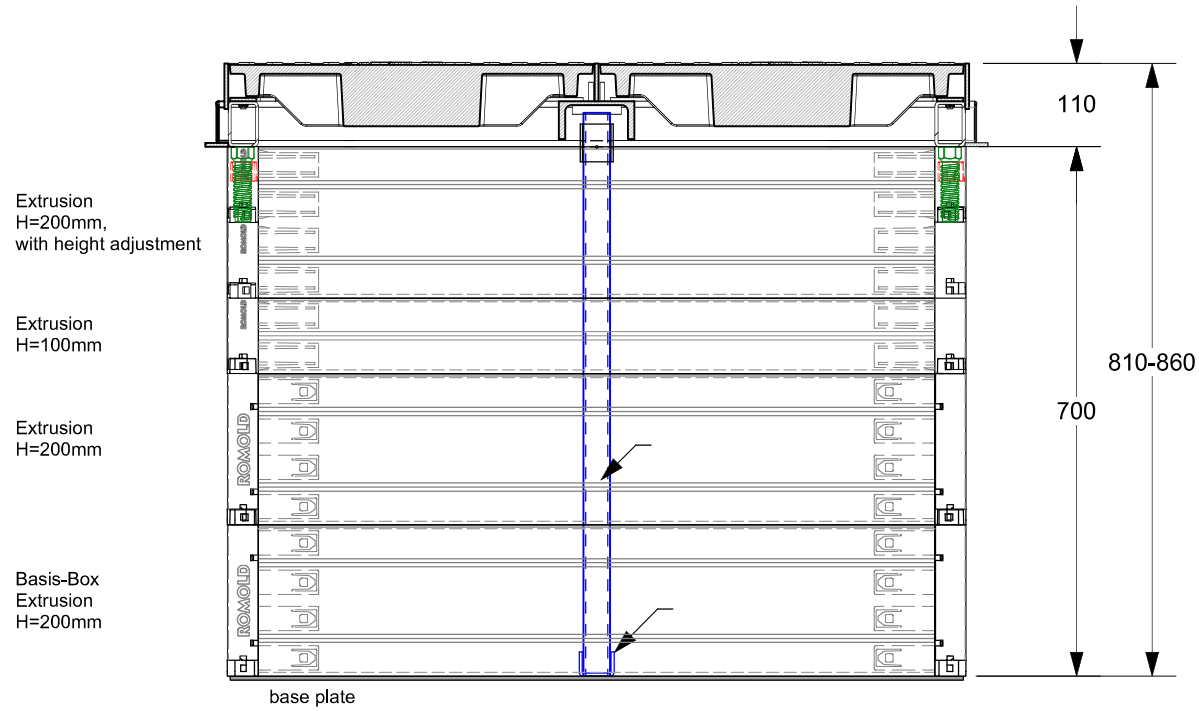 110
Extrusion
H=200mm,
with height adjustment
ROMOLD
ROMOLD
Extrusion
H=100mm
810-860
700
Extrusion
H=200mm
ROMOLD
Basis-Box
Extrusion
H=200mm
ROMOLD
base plate